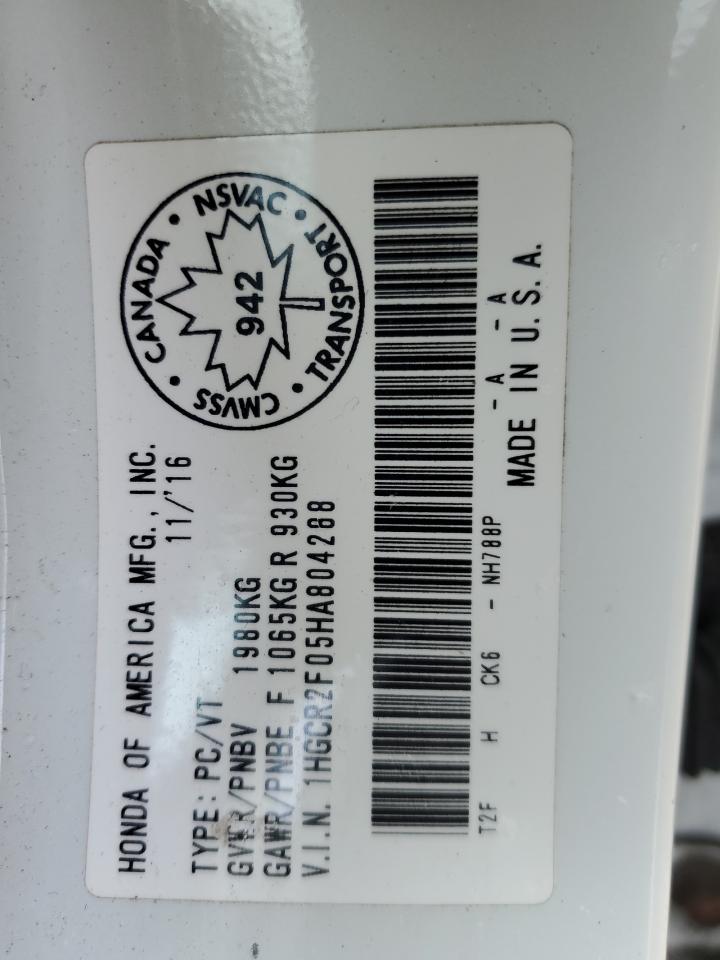 HONDA OF AMERICA MFG., INC.
11/'16
TYPE: PC/VT
GVWR/PNBV 1980KG
GAWR/PNBE F 1065KG R 930KG
V.I.N. 1HGCR2F05HA804288
CANADA • NSVAC • TRANSPORT • CMVSS •
942
T2F H CK6 - NH788P - A - A
MADE IN U.S.A.